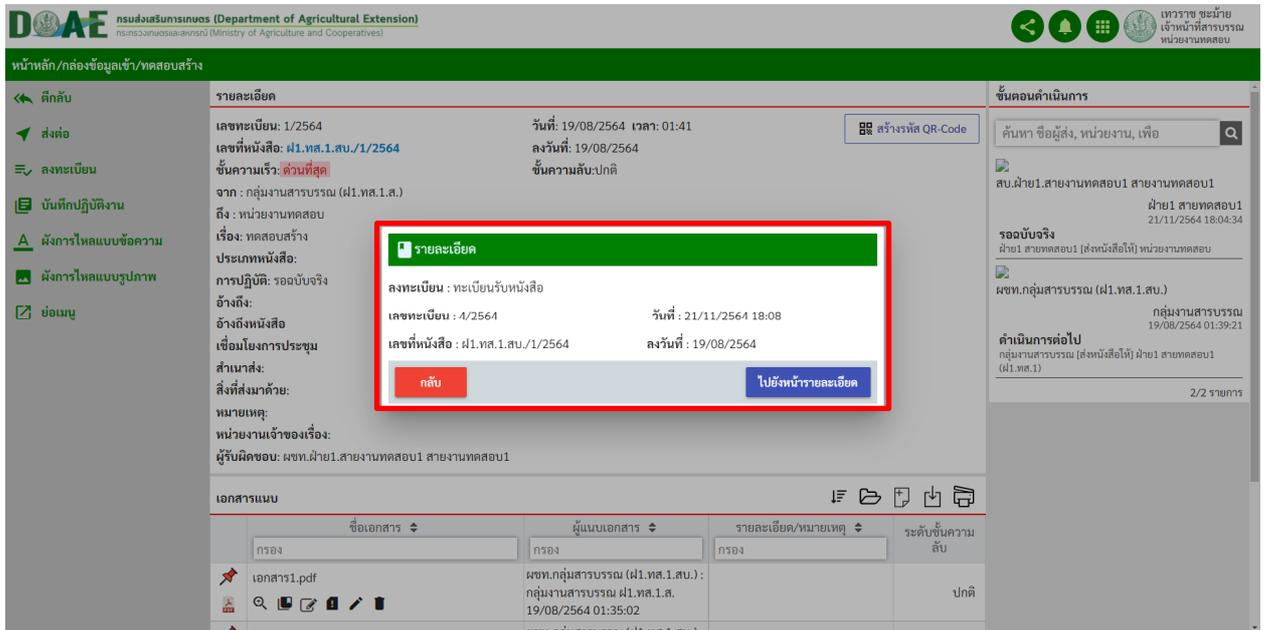 DOAE กรมส่งเสริมการเกษตร (Department of Agricultural Extension)
กระทรวงเกษตรและสหกรณ์ (Ministry of Agriculture and Cooperatives)
เทวราช ชะม้าย
เจ้าหน้าที่สารบรรณ
หน่วยงานทดสอบ
หน้าหลัก/กล่องข้อมูลเข้า/ทดสอบสร้าง
ตีกลับ
ส่งต่อ
ลงทะเบียน
บันทึกปฏิบัติงาน
ผังการไหลแบบข้อความ
ผังการไหลแบบรูปภาพ
ย่อเมนู
รายละเอียด
เลขทะเบียน: 1/2564 วันที่: 19/08/2564 เวลา: 01:41
สร้างรหัส QR-Code
เลขที่หนังสือ: ฝ1.ทส.1.สบ./1/2564 ลงวันที่: 19/08/2564
ชั้นความเร็ว: ด่วนที่สุด ชั้นความลับ:ปกติ
จาก : กลุ่มงานสารบรรณ (ฝ1.ทส.1.ส.)
ถึง : หน่วยงานทดสอบ
เรื่อง: ทดสอบสร้าง
ประเภทหนังสือ:
การปฏิบัติ: รอฉบับจริง
อ้างถึง:
อ้างถึงหนังสือ
เชื่อมโยงการประชุม
สำเนาส่ง:
สิ่งที่ส่งมาด้วย:
หมายเหตุ:
หน่วยงานเจ้าของเรื่อง:
ผู้รับผิดชอบ: ผชท.ฝ่าย1.สายงานทดสอบ1 สายงานทดสอบ1
รายละเอียด
ลงทะเบียน : ทะเบียนรับหนังสือ
เลขทะเบียน : 4/2564 วันที่ : 21/11/2564 18:08
เลขที่หนังสือ : ฝ1.ทส.1.สบ./1/2564 ลงวันที่ : 19/08/2564
กลับ ไปยังหน้ารายละเอียด
เอกสารแนบ
ชื่อเอกสาร ผู้แนบเอกสาร รายละเอียด/หมายเหตุ ระดับชั้นความ
ลับ
กรอง กรอง กรอง
เอกสาร1.pdf
ผชท.กลุ่มสารบรรณ (ฝ1.ทส.1.สบ.) :
กลุ่มงานสารบรรณ ฝ1.ทส.1.ส.
19/08/2564 01:35:02
ปกติ
ขั้นตอนดำเนินการ
ค้นหา ชื่อผู้ส่ง, หน่วยงาน, เพื่อ
สบ.ฝ่าย1.สายงานทดสอบ1 สายงานทดสอบ1
ฝ่าย1 สายทดสอบ1
21/11/2564 18:04:34
รอฉบับจริง
ฝ่าย1 สายทดสอบ1 [ส่งหนังสือให้] หน่วยงานทดสอบ
ผชท.กลุ่มสารบรรณ (ฝ1.ทส.1.สบ.)
กลุ่มงานสารบรรณ
19/08/2564 01:39:21
ดำเนินการต่อไป
กลุ่มงานสารบรรณ [ส่งหนังสือให้] ฝ่าย1 สายทดสอบ1
(ฝ1.ทส.1)
2/2 รายการ